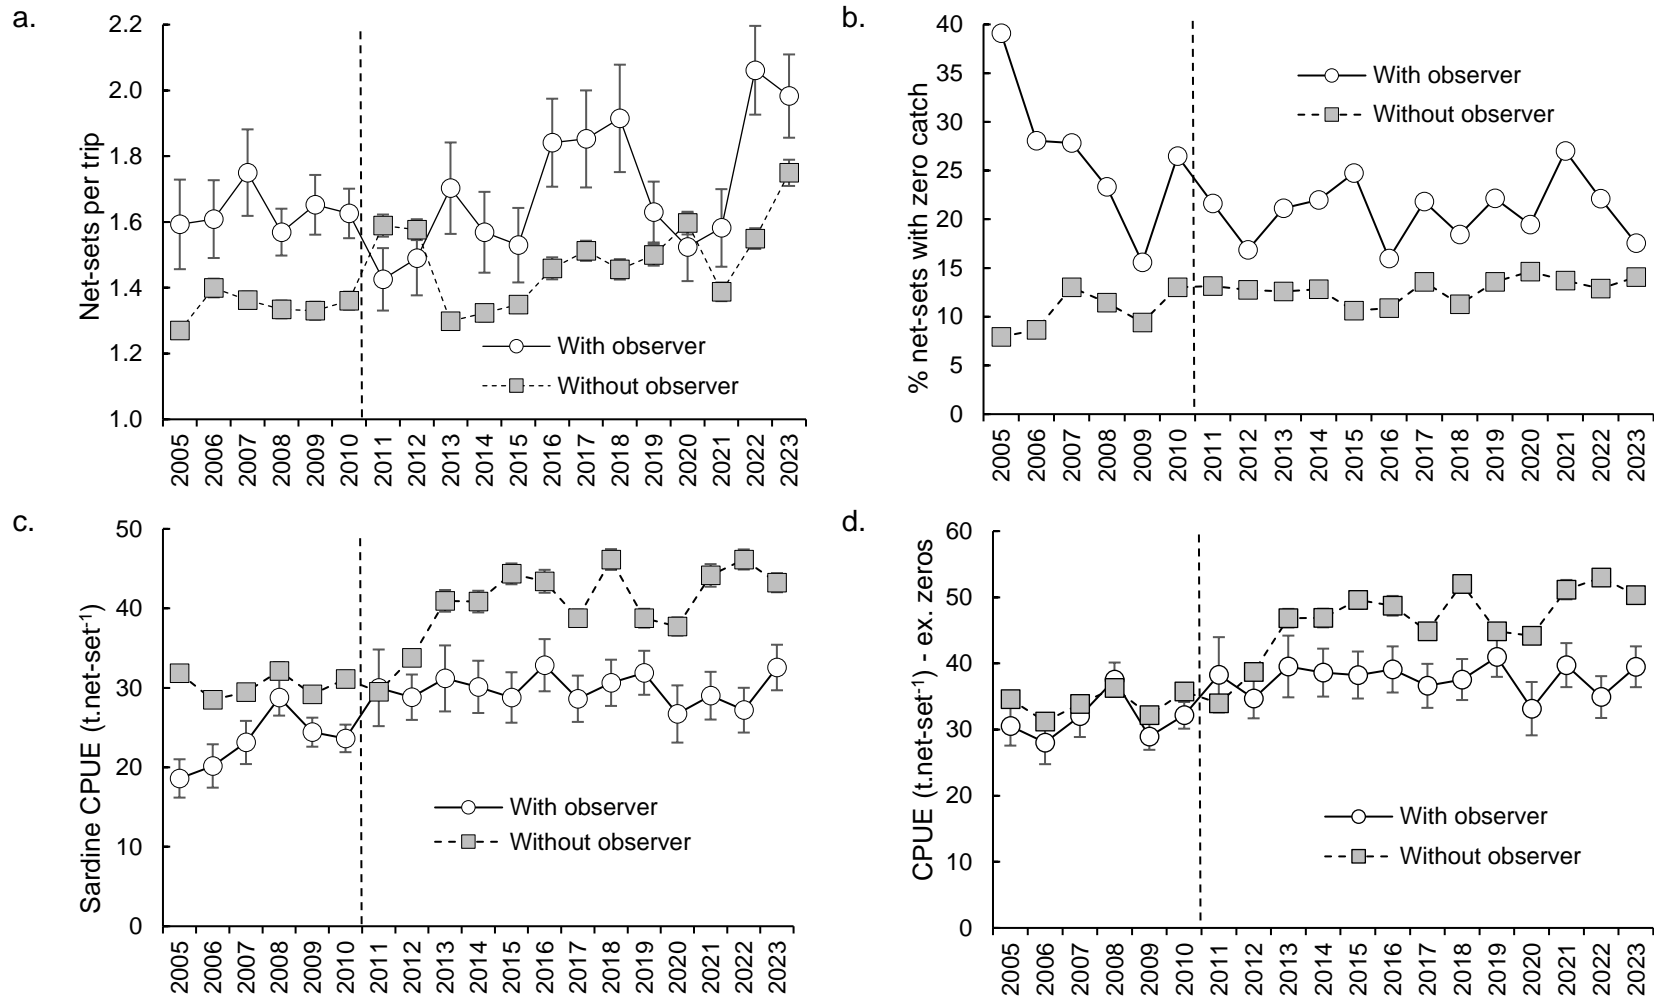 a.
Net-sets per trip
2.2
2.0
1.8
1.6
1.4
1.2
1.0
With observer
Without observer
2005 2006 2007 2008 2009 2010 2011 2012 2013 2014 2015 2016 2017 2018 2019 2020 2021 2022 2023
b.
% net-sets with zero catch
40
35
30
25
20
15
10
5
0
With observer
Without observer
2005 2006 2007 2008 2009 2010 2011 2012 2013 2014 2015 2016 2017 2018 2019 2020 2021 2022 2023
c.
Sardine CPUE (t.net-set-1)
50
40
30
20
10
0
With observer
Without observer
2005 2006 2007 2008 2009 2010 2011 2012 2013 2014 2015 2016 2017 2018 2019 2020 2021 2022 2023
d.
CPUE (t.net-set-1) - ex. zeros
60
50
40
30
20
10
0
With observer
Without observer
2005 2006 2007 2008 2009 2010 2011 2012 2013 2014 2015 2016 2017 2018 2019 2020 2021 2022 2023